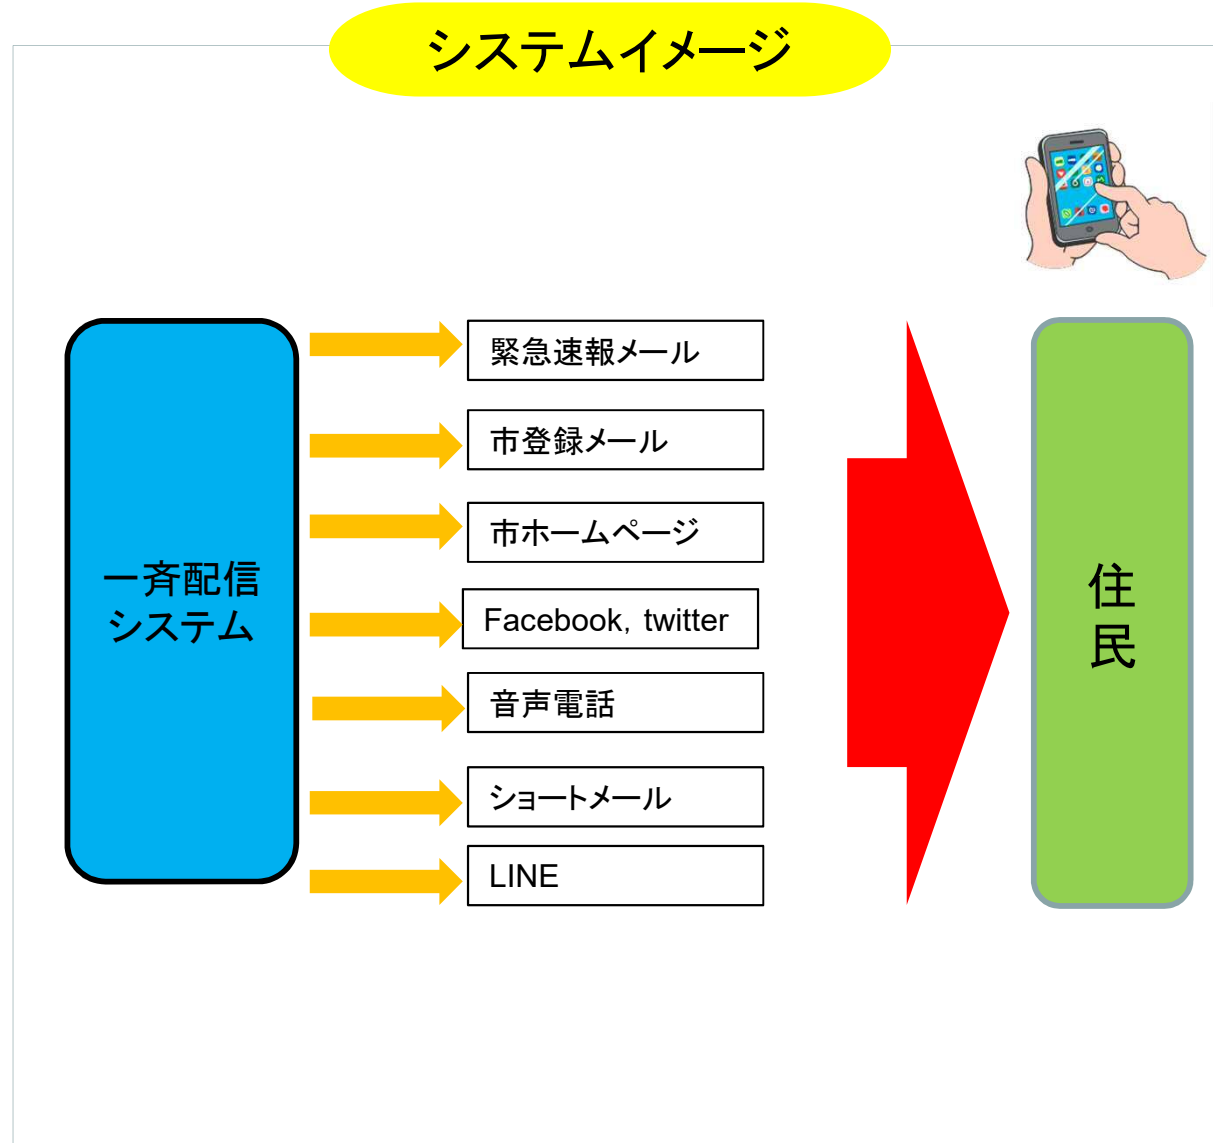 システムイメージ
一斉配信
システム
緊急速報メール
市登録メール
市ホームページ
Facebook, twitter
音声電話
ショートメール
LINE
住
民